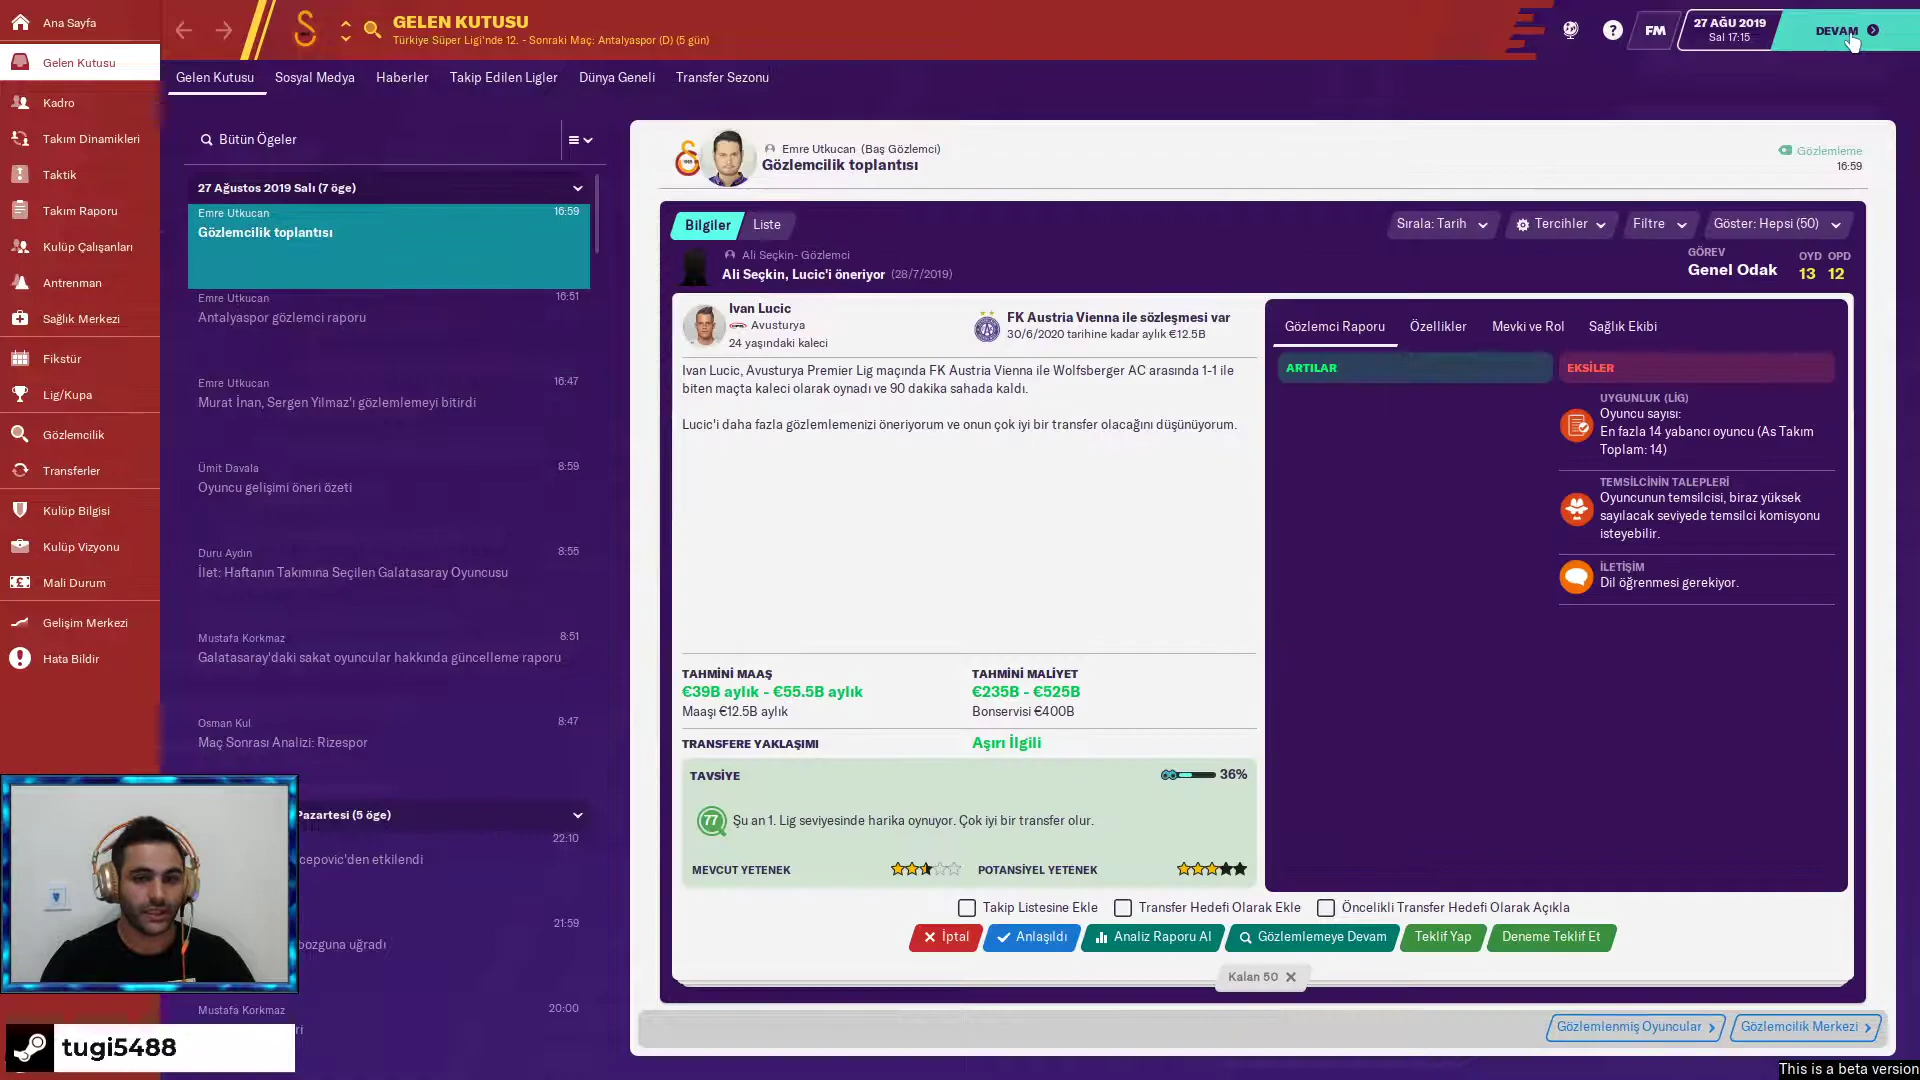 Ana Sayfa
Gelen Kutusu
Kadro
Takım Dinamikleri
Taktik
Takım Raporu
Kulüp Çalışanları
Antrenman
Sağlık Merkezi
Fikstür
Lig/Kupa
Gözlemcilik
Transferler
Kulüp Bilgisi
Kulüp Vizyonu
Mali Durum
Gelişim Merkezi
Hata Bildir
GELEN KUTUSU
Türkiye Süper Ligi'nde 12. - Sonraki Maç: Antalyaspor (D) (5 gün)
FM
27 AĞU 2019
Sal 17:15
DEVAM
Gelen Kutusu
Sosyal Medya
Haberler
Takip Edilen Ligler
Dünya Geneli
Transfer Sezonu
Bütün Ögeler
27 Ağustos 2019 Salı (7 öge)
Emre Utkucan 16:59
Gözlemcilik toplantısı
Emre Utkucan 16:51
Antalyaspor gözlemci raporu
Emre Utkucan 16:47
Murat İnan, Sergen Yılmaz'ı gözlemlemeyi bitirdi
Ümit Davala 8:59
Oyuncu gelişimi öneri özeti
Duru Aydın 8:55
İlet: Haftanın Takımına Seçilen Galatasaray Oyuncusu
Mustafa Korkmaz 8:51
Galatasaray'daki sakat oyuncular hakkında güncelleme raporu
Osman Kul 8:47
Maç Sonrası Analizi: Rizespor
Pazartesi (5 öge)
22:10
cepovic'den etkilendi
21:59
bozguna uğradı
Mustafa Korkmaz 20:00
ri
tugi5488
Emre Utkucan (Baş Gözlemci)
Gözlemcilik toplantısı
Gözlemleme
16:59
Bilgiler
Liste
Sırala: Tarih
Tercihler
Filtre
Göster: Hepsi (50)
Ali Seçkin- Gözlemci
Ali Seçkin, Lucic'i öneriyor (28/7/2019)
GÖREV
Genel Odak
OYD OPD
13 12
Ivan Lucic
Avusturya
24 yaşındaki kaleci
FK Austria Vienna ile sözleşmesi var
30/6/2020 tarihine kadar aylık €12.5B
Ivan Lucic, Avusturya Premier Lig maçında FK Austria Vienna ile Wolfsberger AC arasında 1-1 ile
biten maçta kaleci olarak oynadı ve 90 dakika sahada kaldı.
Lucic'i daha fazla gözlemlemenizi öneriyorum ve onun çok iyi bir transfer olacağını düşünüyorum.
TAHMİNİ MAAŞ
€39B aylık - €55.5B aylık
Maaşı €12.5B aylık
TAHMİNİ MALİYET
€235B - €525B
Bonservisi €400B
TRANSFERE YAKLAŞIMI
Aşırı İlgili
TAVSİYE
36%
77
Şu an 1. Lig seviyesinde harika oynuyor. Çok iyi bir transfer olur.
MEVCUT YETENEK
POTANSİYEL YETENEK
Gözlemci Raporu
Özellikler
Mevki ve Rol
Sağlık Ekibi
ARTILAR
EKSİLER
UYGUNLUK (LİG)
Oyuncu sayısı:
En fazla 14 yabancı oyuncu (As Takım
Toplam: 14)
TEMSİLCİNİN TALEPLERİ
Oyuncunun temsilcisi, biraz yüksek
sayılacak seviyede temsilci komisyonu
isteyebilir.
İLETİŞİM
Dil öğrenmesi gerekiyor.
Takip Listesine Ekle
Transfer Hedefi Olarak Ekle
Öncelikli Transfer Hedefi Olarak Açıkla
İptal
Anlaşıldı
Analiz Raporu Al
Gözlemlemeye Devam
Teklif Yap
Deneme Teklif Et
Kalan 50
Gözlemlenmiş Oyuncular
Gözlemcilik Merkezi
This is a beta version